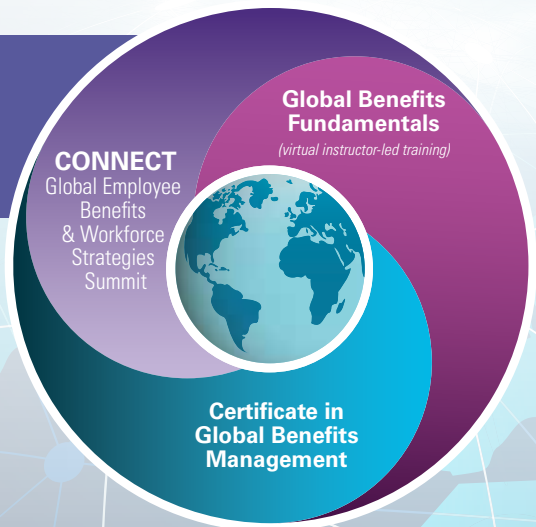 Global Benefits
Fundamentals
(virtual instructor-led training)
CONNECT
Global Employee
Benefits
& Workforce
Strategies
Summit
Certificate in
Global Benefits
Management